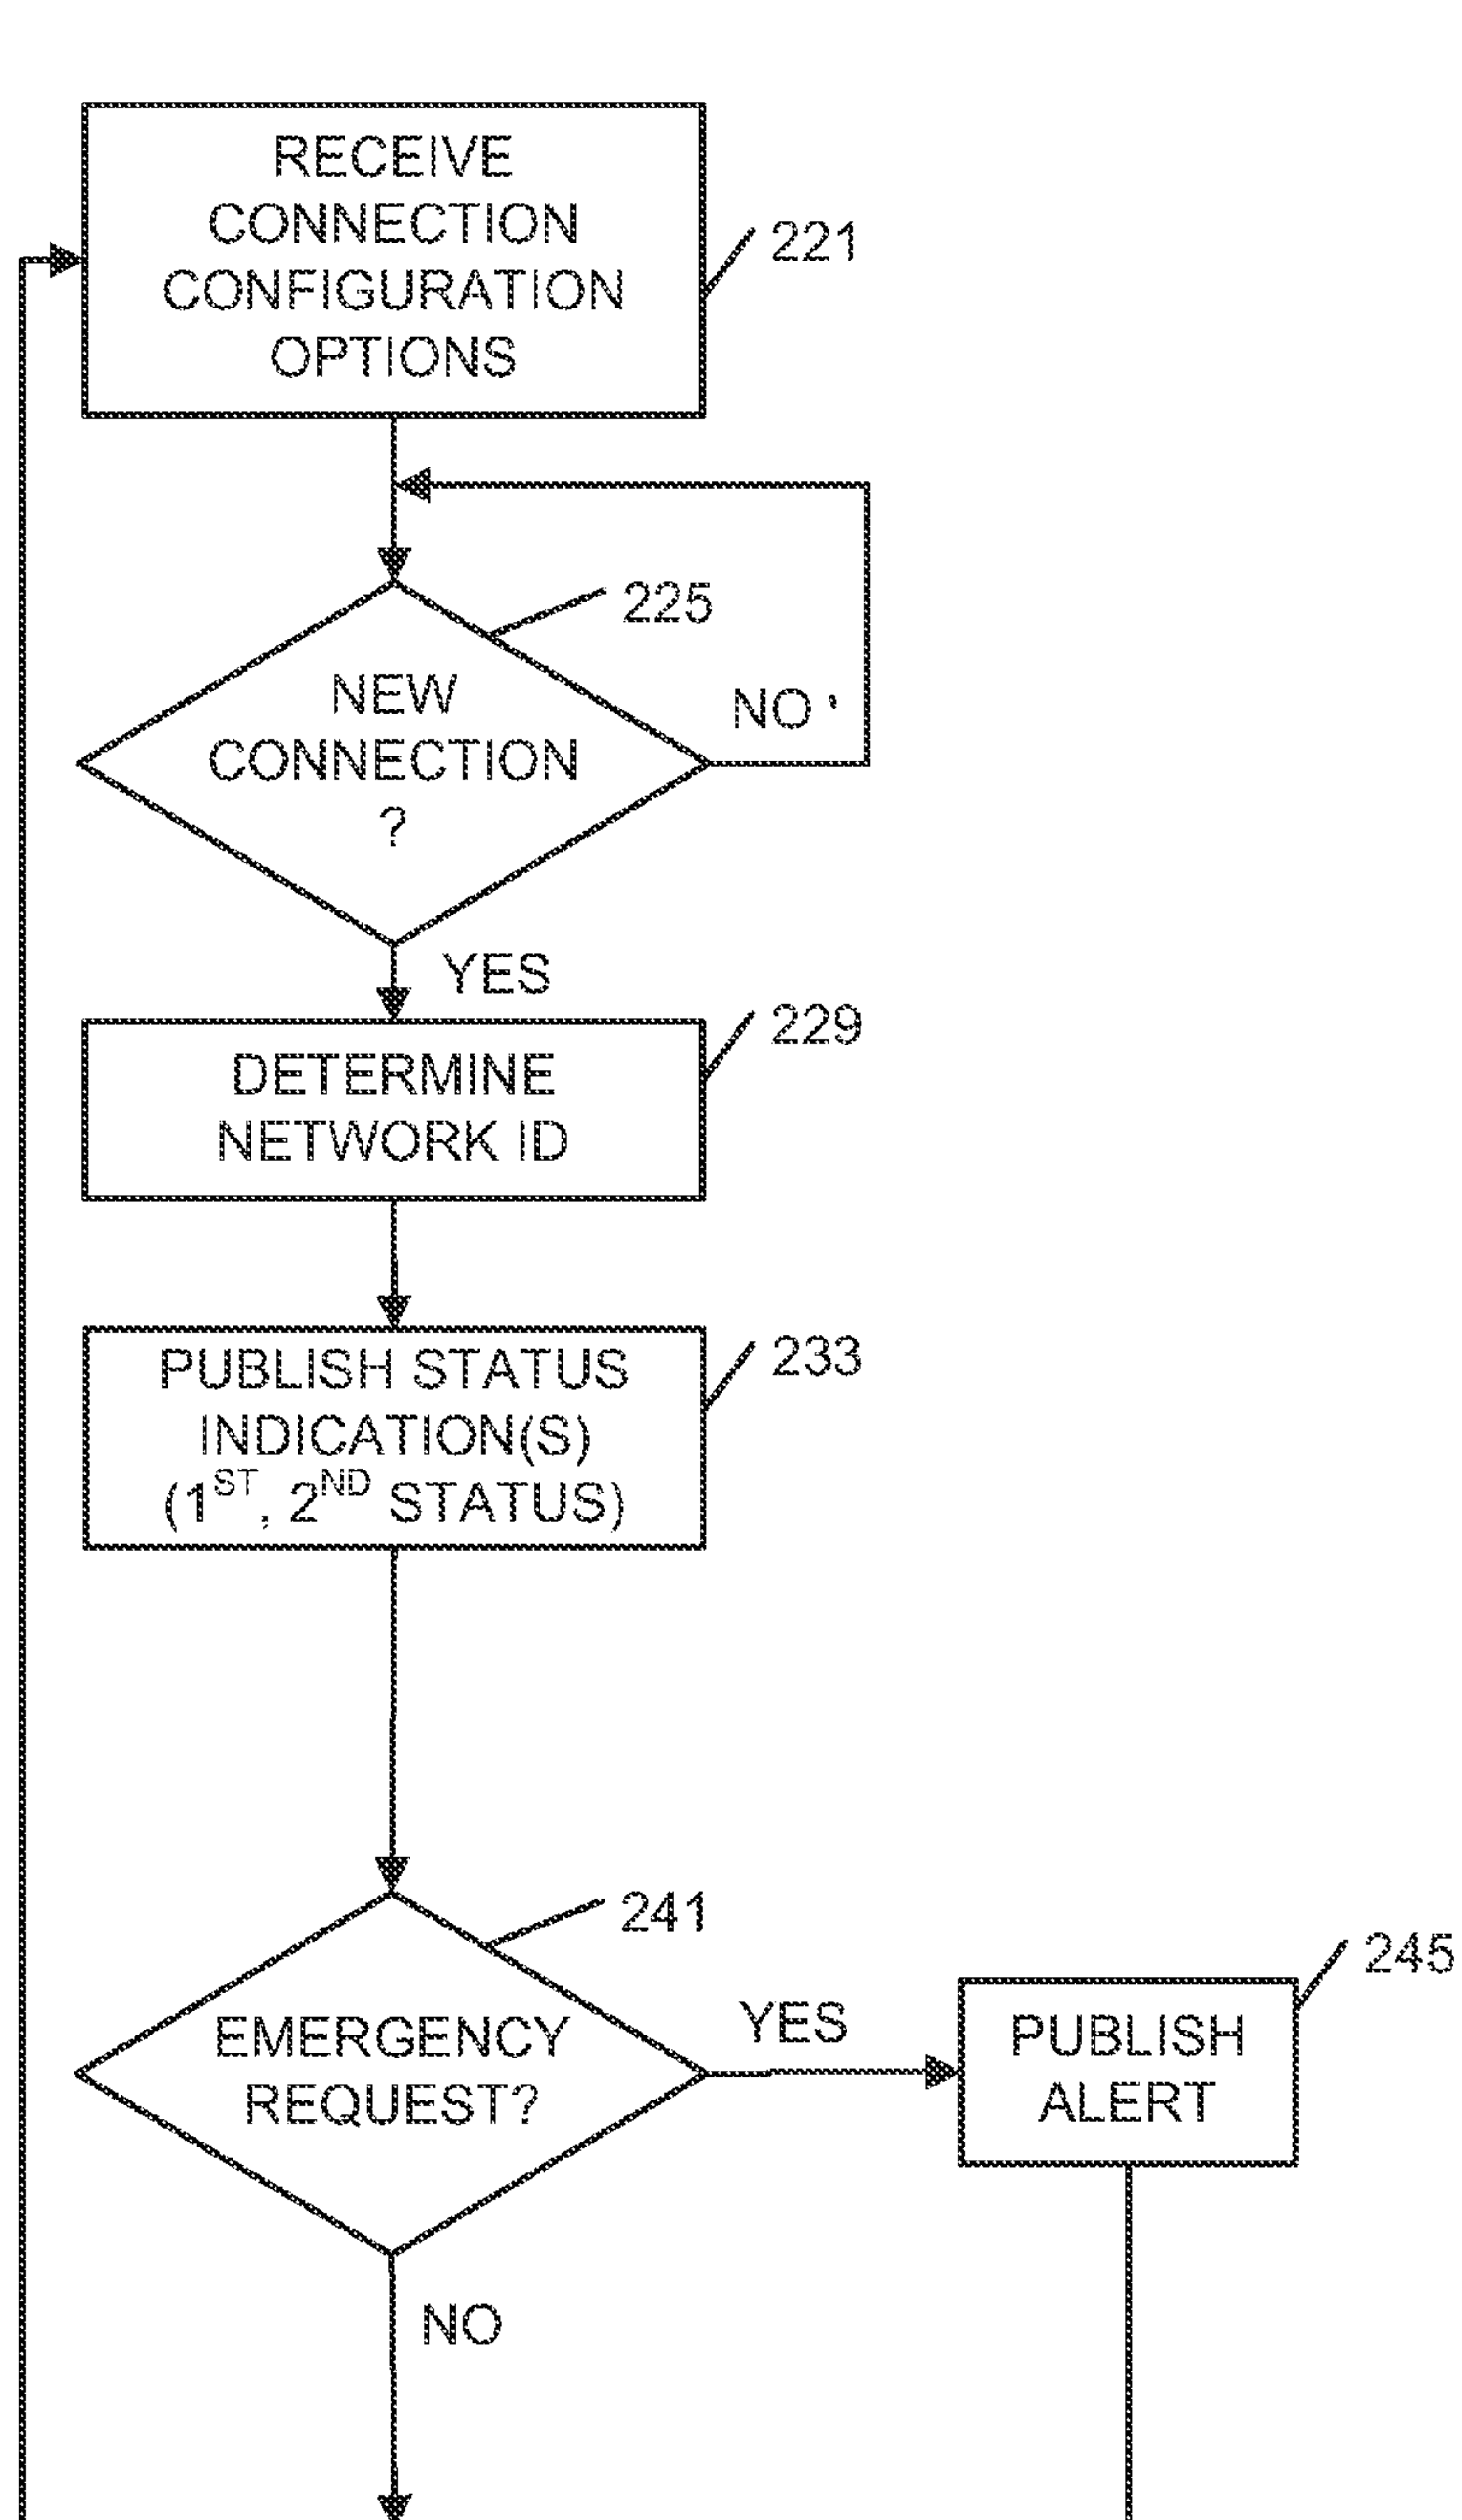 RECEIVE
CONNECTION
CONFIGURATION
OPTIONS
221
225
NEW
CONNECTION
?
NO
YES
229
DETERMINE
NETWORK ID
233
PUBLISH STATUS
INDICATION(S)
(1ST, 2ND STATUS)
241
EMERGENCY
REQUEST?
YES
245
PUBLISH
ALERT
NO